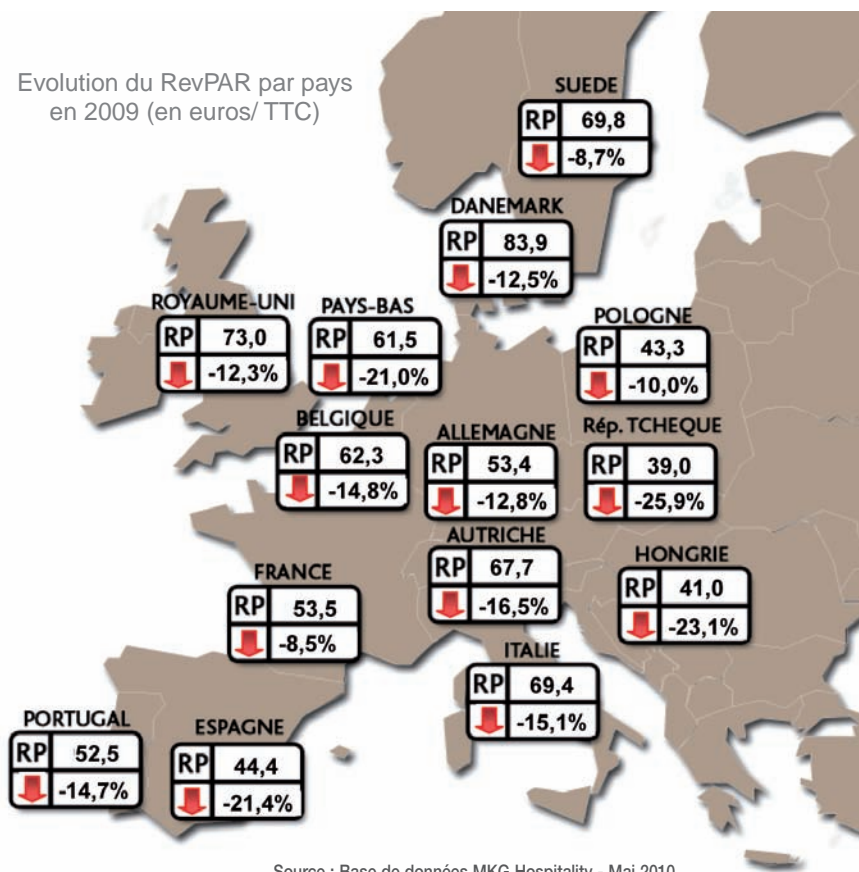 Evolution du RevPAR par pays
en 2009 (en euros/ TTC)
SUEDE
RP 69,8
-8,7%
DANEMARK
RP 83,9
-12,5%
ROYAUME-UNI
RP 73,0
-12,3%
PAYS-BAS
RP 61,5
-21,0%
POLOGNE
RP 43,3
-10,0%
BELGIQUE
RP 62,3
-14,8%
ALLEMAGNE
RP 53,4
-12,8%
Rép. TCHEQUE
RP 39,0
-25,9%
AUTRICHE
RP 67,7
-16,5%
HONGRIE
RP 41,0
-23,1%
FRANCE
RP 53,5
-8,5%
ITALIE
RP 69,4
-15,1%
PORTUGAL
RP 52,5
-14,7%
ESPAGNE
RP 44,4
-21,4%
Source : Base de données MKG Hospitality - Mai 2010